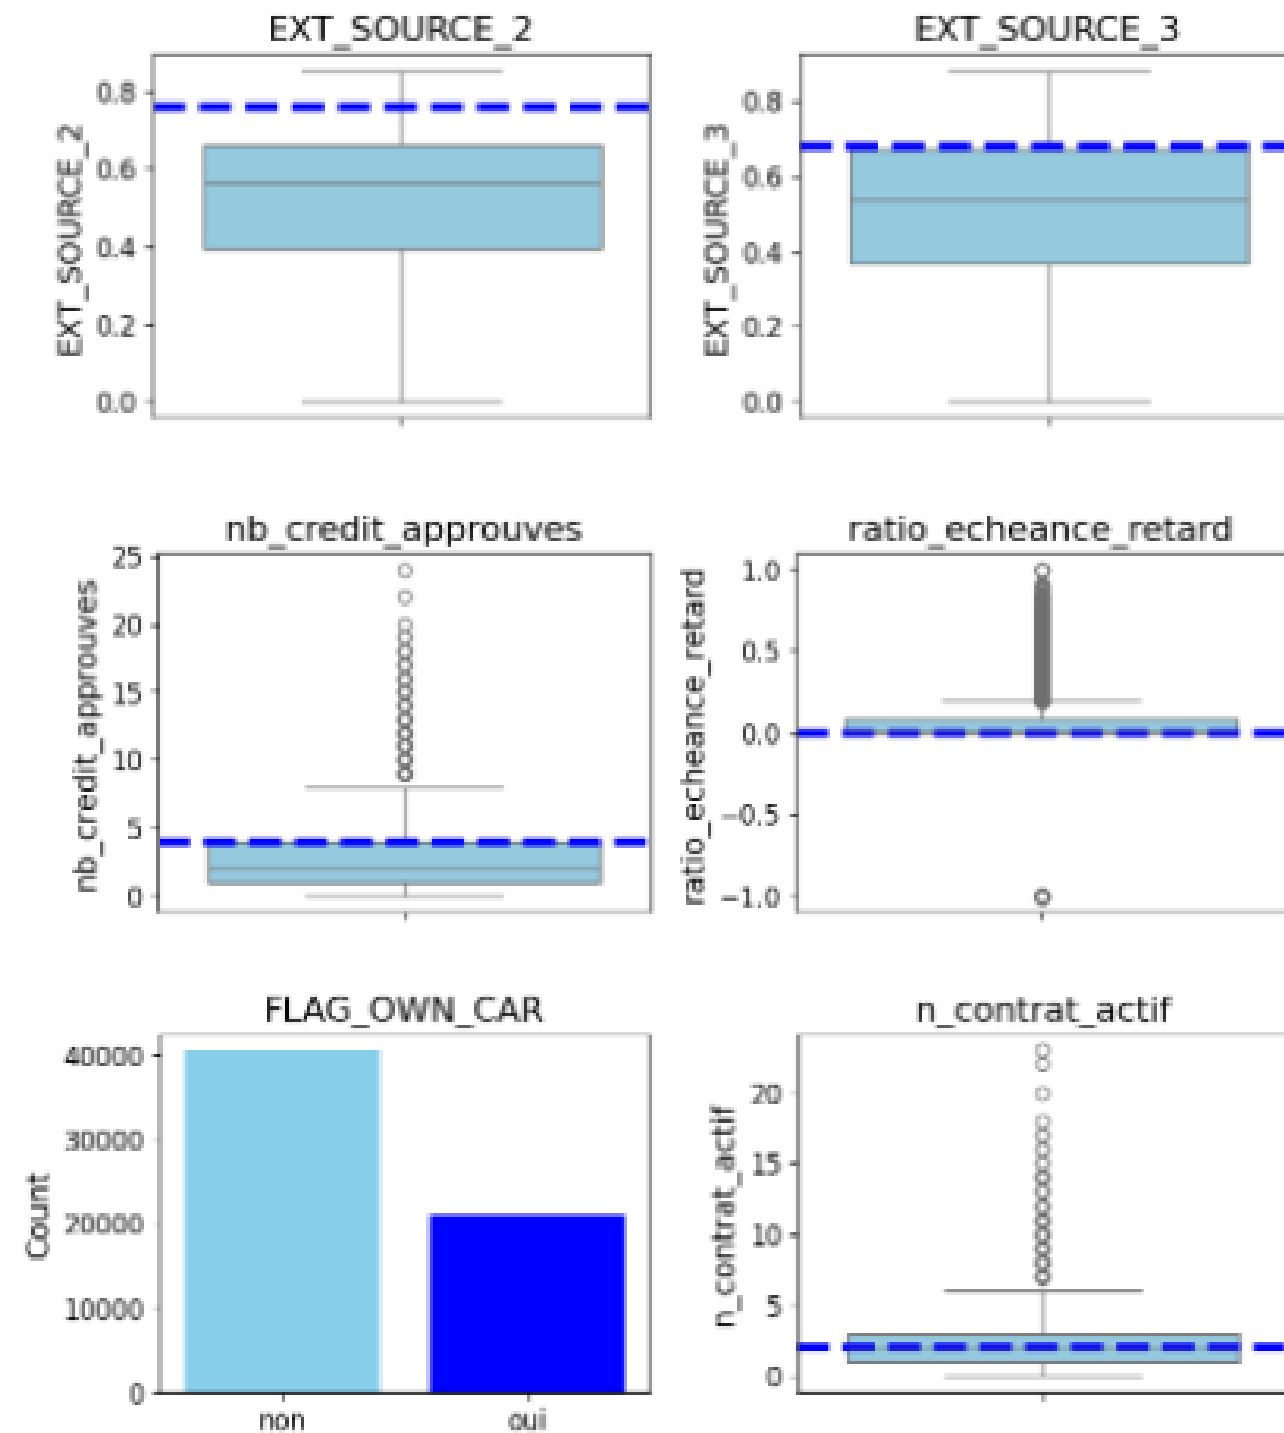 EXT_SOURCE_2
EXT_SOURCE_2
0.8
0.6
0.4
0.2
0.0
EXT_SOURCE_3
EXT_SOURCE_3
0.8
0.6
0.4
0.2
0.0
nb_credit_approuves
nb_credit_approuves
25
20
15
10
5
0
ratio_echeance_retard
ratio_echeance_retard
1.0
0.5
0.0
−0.5
−1.0
FLAG_OWN_CAR
Count
40000
30000
20000
10000
0
non
oui
n_contrat_actif
n_contrat_actif
20
15
10
5
0